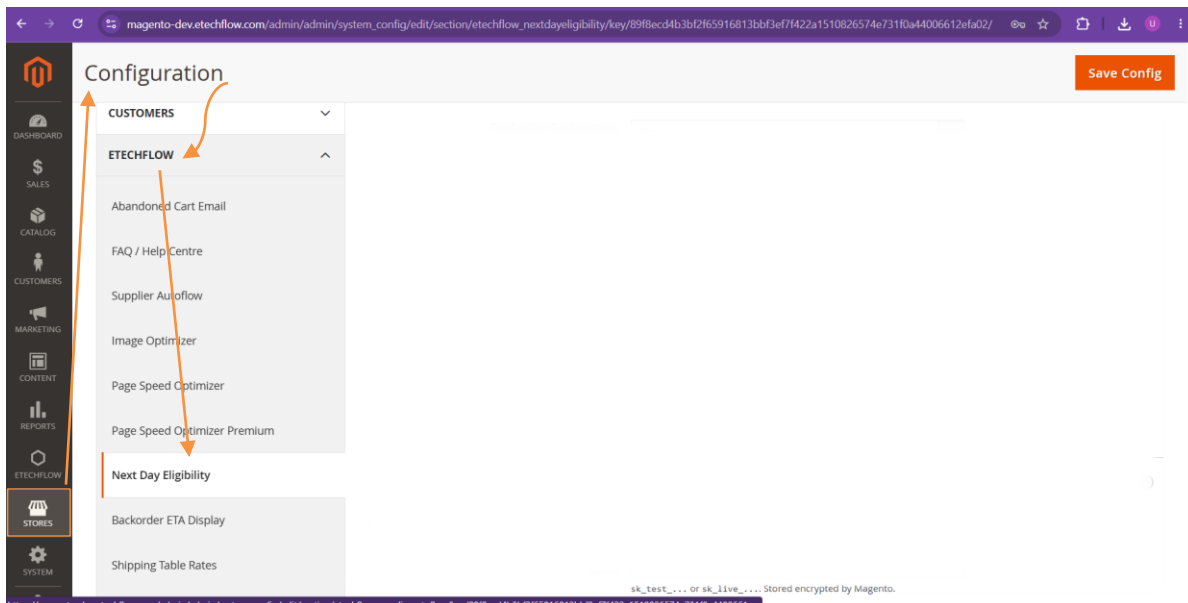 magento-dev.etechflow.com/admin/admin/system_config/edit/section/etechflow_nextdayeligibility/key/89f8ecd4b3bf2f65916813bbf3ef7f422a1510826574e731f0a44006612efa02/
U
Configuration
Save Config
DASHBOARD
SALES
CATALOG
CUSTOMERS
MARKETING
CONTENT
REPORTS
ETECHFLOW
STORES
SYSTEM
CUSTOMERS
ETECHFLOW
Abandoned Cart Email
FAQ / Help Centre
Supplier Autoflow
Image Optimizer
Page Speed Optimizer
Page Speed Optimizer Premium
Next Day Eligibility
Backorder ETA Display
Shipping Table Rates
sk_test_... or sk_live_.... Stored encrypted by Magento.